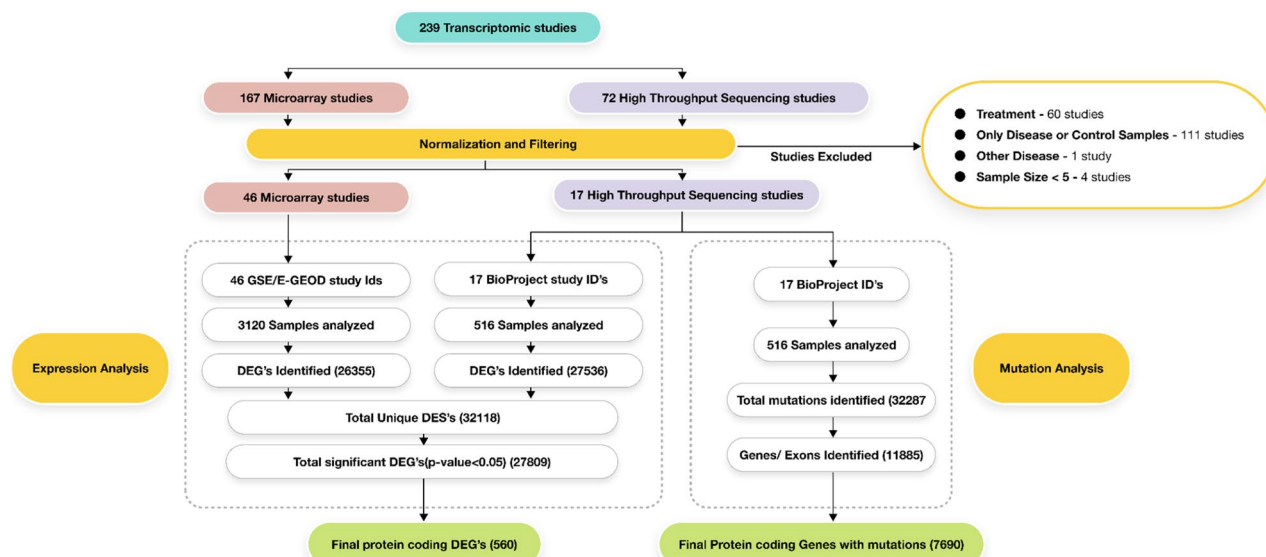 239 Transcriptomic studies
167 Microarray studies
72 High Throughput Sequencing studies
Normalization and Filtering
Studies Excluded
Treatment - 60 studies
Only Disease or Control Samples - 111 studies
Other Disease - 1 study
Sample Size < 5 - 4 studies
46 Microarray studies
17 High Throughput Sequencing studies
Expression Analysis
46 GSE/E-GEOD study Ids
17 BioProject study ID's
3120 Samples analyzed
516 Samples analyzed
DEG's Identified (26355)
DEG's Identified (27536)
Total Unique DES's (32118)
Total significant DEG's(p-value<0.05) (27809)
Final protein coding DEG's (560)
17 BioProject ID's
516 Samples analyzed
Total mutations identified (32287
Genes/ Exons Identified (11885)
Final Protein coding Genes with mutations (7690)
Mutation Analysis